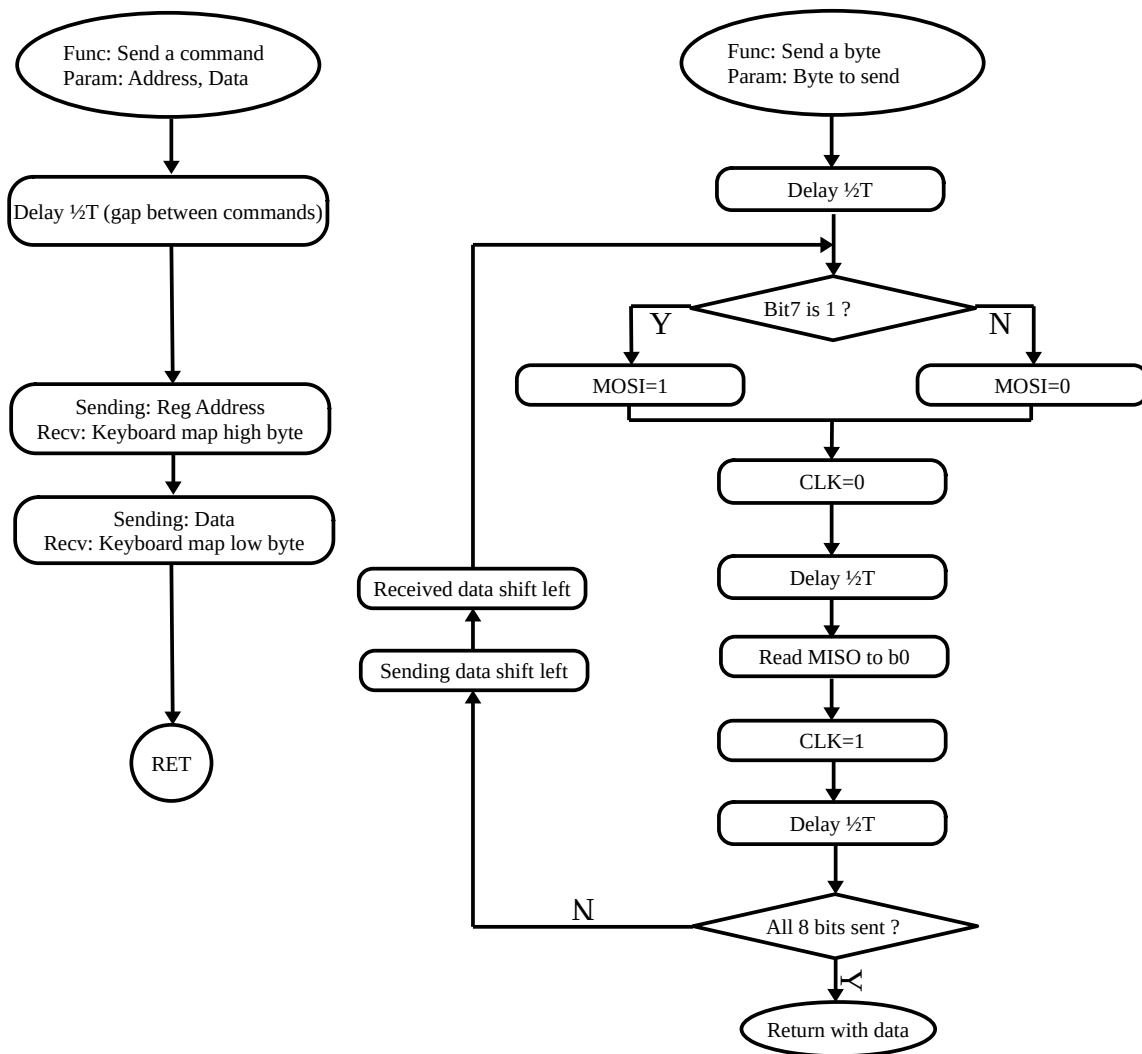 Func: Send a command
Param: Address, Data
Delay ½T (gap between commands)
Sending: Reg Address
Recv: Keyboard map high byte
Sending: Data
Recv: Keyboard map low byte
RET
Func: Send a byte
Param: Byte to send
Delay ½T
Bit7 is 1 ?
Y
N
MOSI=1
MOSI=0
CLK=0
Delay ½T
Read MISO to b0
CLK=1
Delay ½T
All 8 bits sent ?
N
Sending data shift left
Received data shift left
Y
Return with data